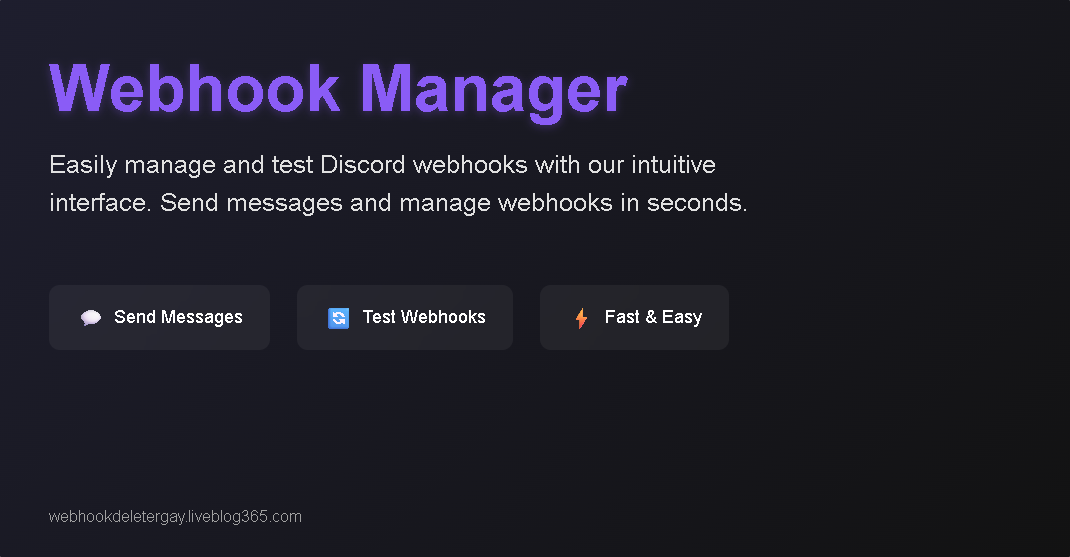 Webhook Manager
Easily manage and test Discord webhooks with our intuitive
interface. Send messages and manage webhooks in seconds.
Send Messages
Test Webhooks
Fast & Easy
webhookdeletergay.liveblog365.com